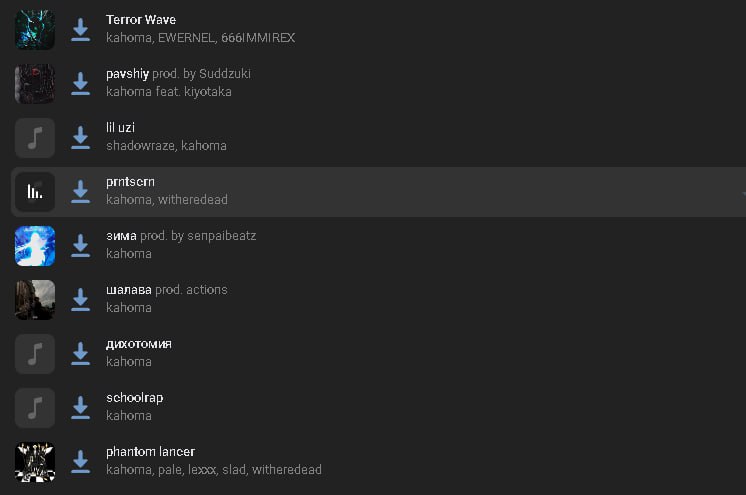 Terror Wave
kahoma, EWERNEL, 666IMMIREX
pavshiy prod. by Suddzuki
kahoma feat. kiyotaka
lil uzi
shadowraze, kahoma
prntscrn
kahoma, witheredead
зима prod. by senpaibeatz
kahoma
шалава prod. actions
kahoma
дихотомия
kahoma
schoolrap
kahoma
phantom lancer
kahoma, pale, lexxx, slad, witheredead